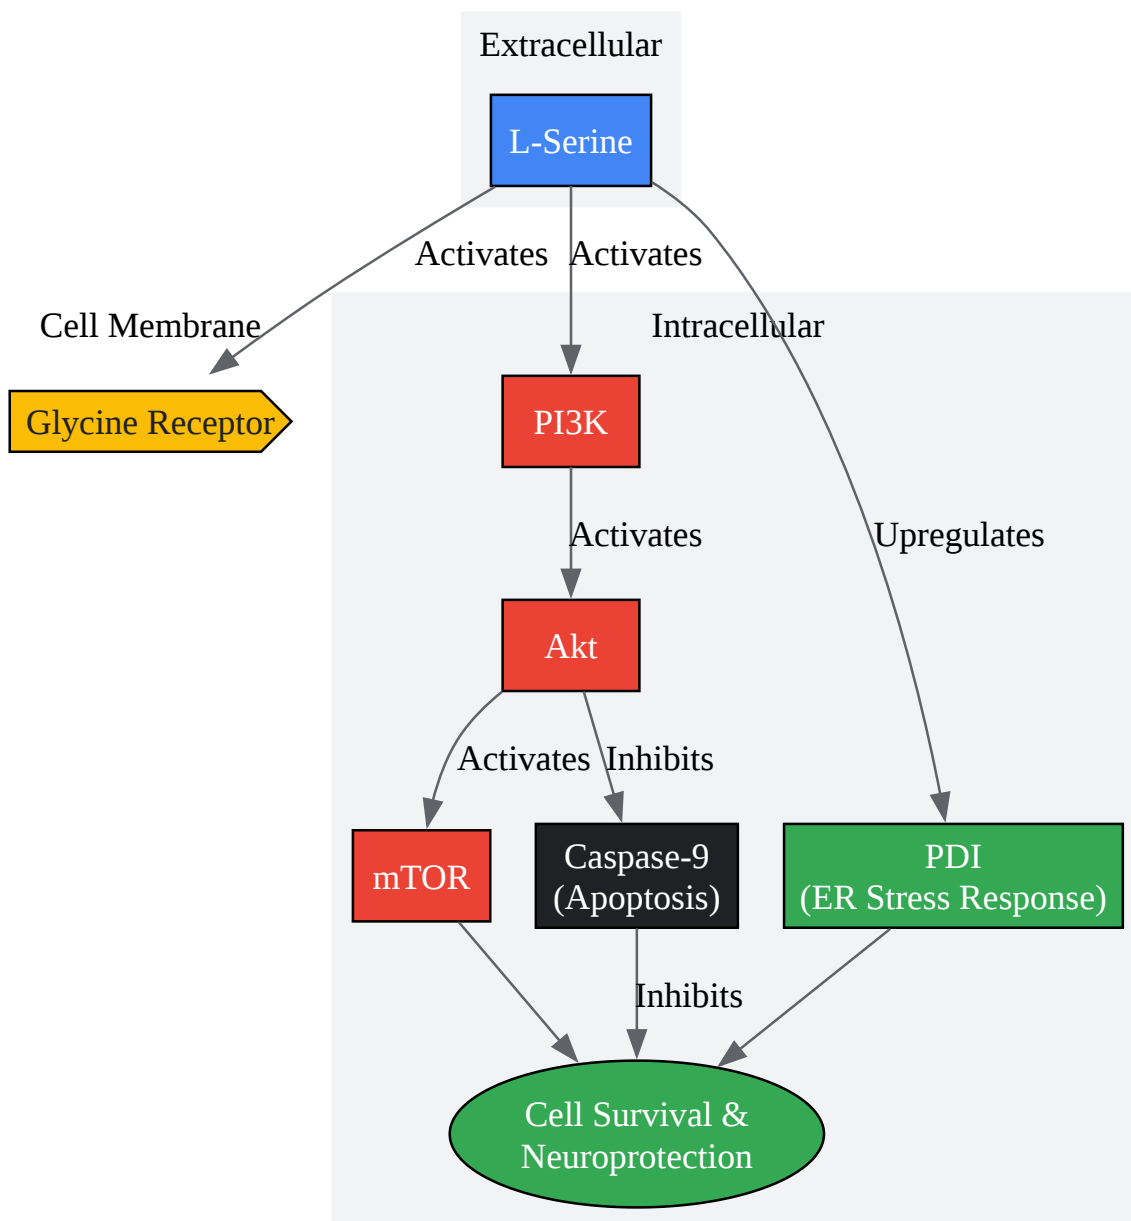 Extracellular
L-Serine
Activates
Activates
Cell Membrane
Intracellular
Glycine Receptor
PI3K
Activates
Upregulates
Akt
Activates
Inhibits
mTOR
Caspase-9
(Apoptosis)
PDI
(ER Stress Response)
Inhibits
Cell Survival &
Neuroprotection